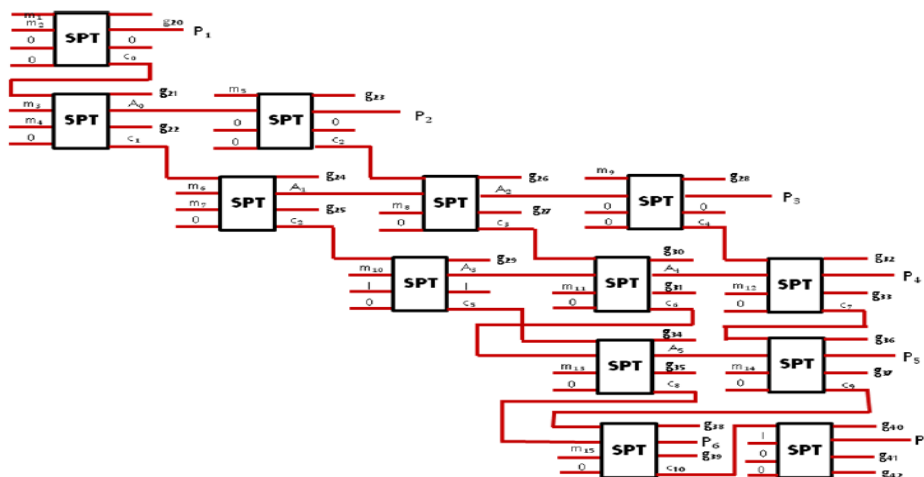 m₁
m₂ SPT g₂₀ P₁
0 0
0 c₀
g₂₁ m₅ g₂₃
m₃ A₀ P₂
m₄ SPT g₂₂ 0 SPT 0
0 c₁ 0 c₂
g₂₄ g₂₆ m₉ g₂₈
m₆ A₁ A₂ P₃
m₇ SPT g₂₅ m₈ SPT g₂₇ 0 SPT 0
0 c₂ 0 c₃ 0 c₄
g₂₉ g₃₀ g₃₂
m₁₀ A₃ A₄ P₄
1 SPT 1 m₁₁ SPT g₃₁ m₁₂ SPT g₃₃
0 c₅ 0 c₆ 0 c₇
g₃₄ g₃₆
A₅ P₅
m₁₃ SPT g₃₅ m₁₄ SPT g₃₇
0 c₈ 0 c₉
g₃₈ g₄₀
P₆ 1 P
m₁₅ SPT g₃₉ 0 SPT g₄₁
0 c₁₀ 0 g₄₂